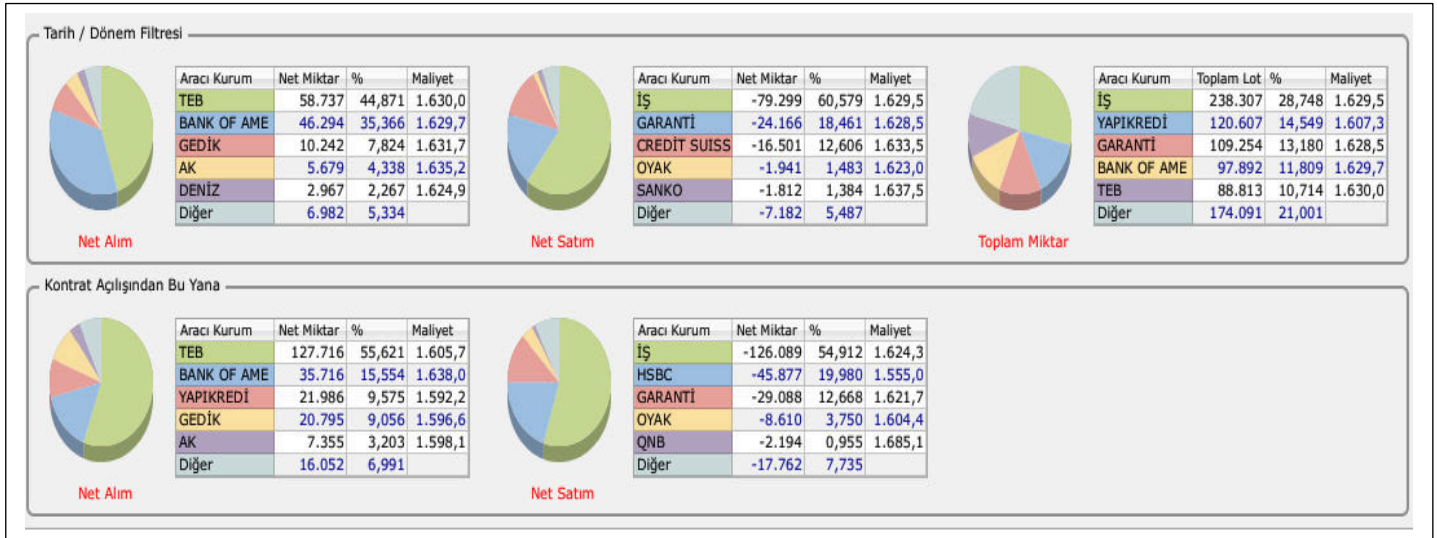 Tarih / Dönem Filtresi
Aracı Kurum Net Miktar % Maliyet
TEB 58.737 44,871 1.630,0
BANK OF AME 46.294 35,366 1.629,7
GEDİK 10.242 7,824 1.631,7
AK 5.679 4,338 1.635,2
DENİZ 2.967 2,267 1.624,9
Diğer 6.982 5,334
Net Alım
Aracı Kurum Net Miktar % Maliyet
İŞ -79.299 60,579 1.629,5
GARANTİ -24.166 18,461 1.628,5
CREDİT SUISS -16.501 12,606 1.633,5
OYAK -1.941 1,483 1.623,0
SANKO -1.812 1,384 1.637,5
Diğer -7.182 5,487
Net Satım
Aracı Kurum Toplam Lot % Maliyet
İŞ 238.307 28,748 1.629,5
YAPIKREDİ 120.607 14,549 1.607,3
GARANTİ 109.254 13,180 1.628,5
BANK OF AME 97.892 11,809 1.629,7
TEB 88.813 10,714 1.630,0
Diğer 174.091 21,001
Toplam Miktar
Kontrat Açılışından Bu Yana
Aracı Kurum Net Miktar % Maliyet
TEB 127.716 55,621 1.605,7
BANK OF AME 35.716 15,554 1.638,0
YAPIKREDİ 21.986 9,575 1.592,2
GEDİK 20.795 9,056 1.596,6
AK 7.355 3,203 1.598,1
Diğer 16.052 6,991
Net Alım
Aracı Kurum Net Miktar % Maliyet
İŞ -126.089 54,912 1.624,3
HSBC -45.877 19,980 1.555,0
GARANTİ -29.088 12,668 1.621,7
OYAK -8.610 3,750 1.604,4
QNB -2.194 0,955 1.685,1
Diğer -17.762 7,735
Net Satım